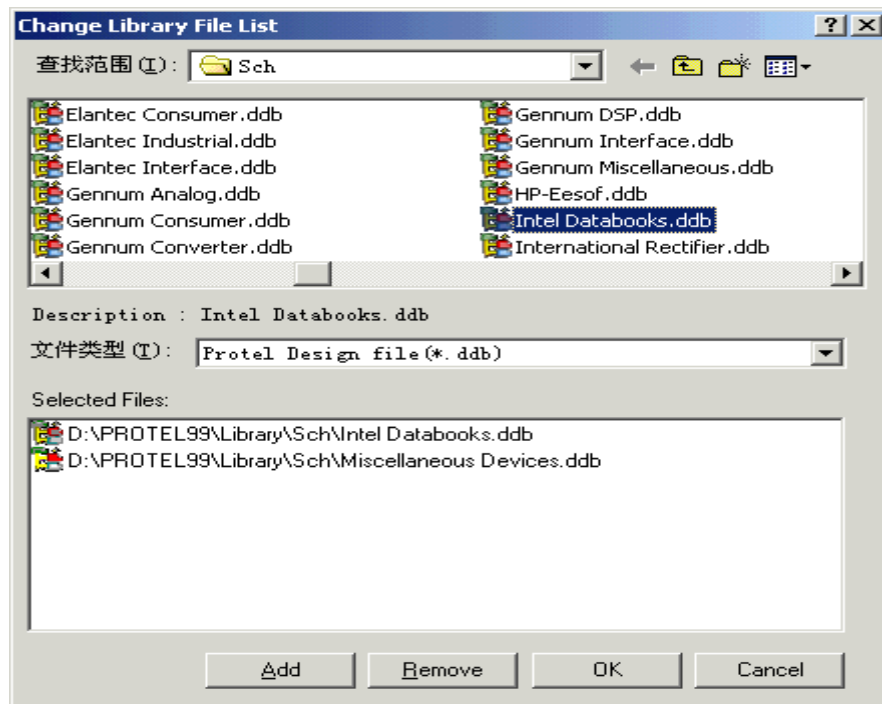 Change Library File List
查找范围(I): Sch
Elantec Consumer.ddb
Elantec Industrial.ddb
Elantec Interface.ddb
Gennum Analog.ddb
Gennum Consumer.ddb
Gennum Converter.ddb
Gennum DSP.ddb
Gennum Interface.ddb
Gennum Miscellaneous.ddb
HP-Eesof.ddb
Intel Databooks.ddb
International Rectifier.ddb
Description : Intel Databooks.ddb
文件类型(T): Protel Design file(*.ddb)
Selected Files:
D:\PROTEL99\Library\Sch\Intel Databooks.ddb
D:\PROTEL99\Library\Sch\Miscellaneous Devices.ddb
Add Remove OK Cancel